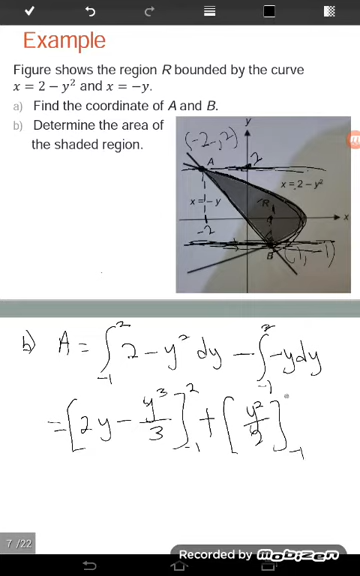 Example
Figure shows the region R bounded by the curve
x = 2 − y² and x = −y.
a) Find the coordinate of A and B.
b) Determine the area of
the shaded region.
y
(-2, 2)
A
2
x = 2 − y²
x = − y
R
x
-2
B
(1, -1)
b) A = ∫₋₁² 2 − y² dy − ∫₋₁² -y dy
= [2y − y³/3]₋₁² + [y²/2]₋₁
7 /22
Recorded by Mobizen